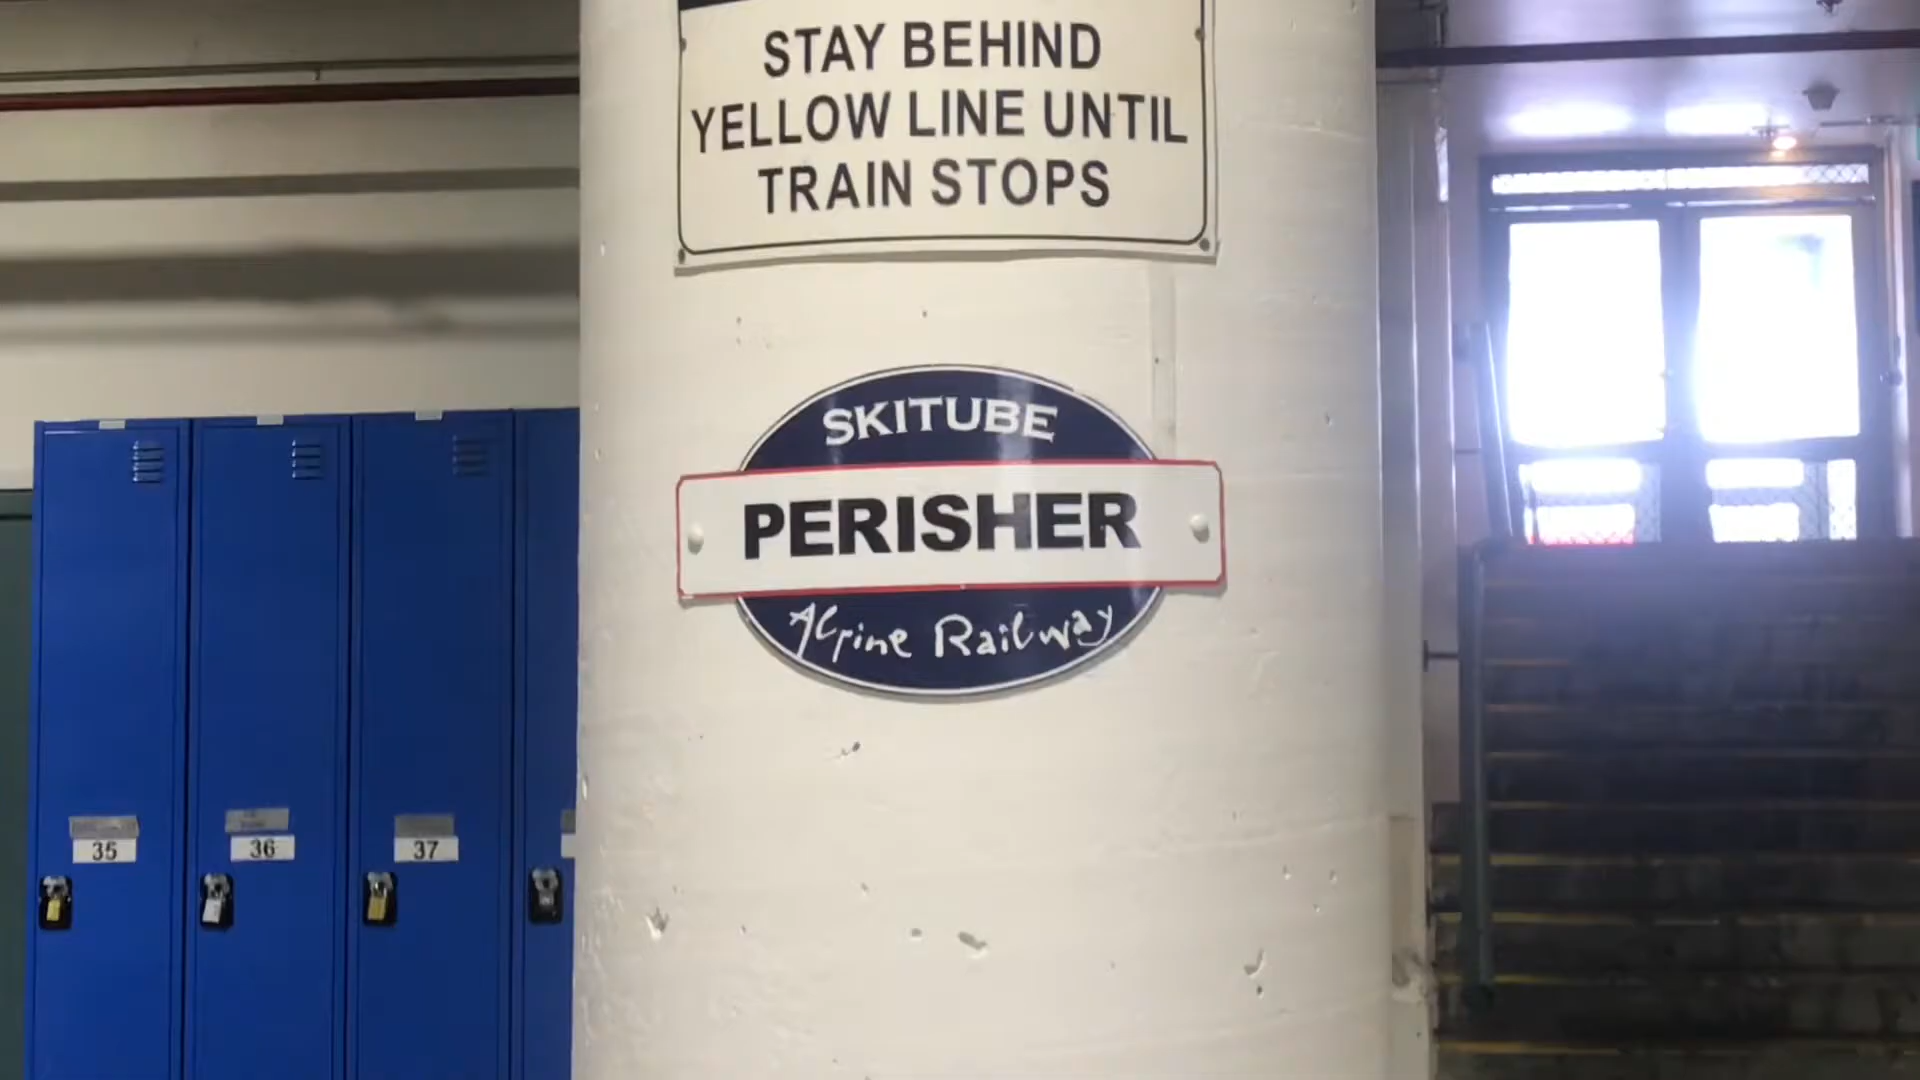 STAY BEHIND
YELLOW LINE UNTIL
TRAIN STOPS
SKITUBE
PERISHER
Alpine Railway
35
36
37